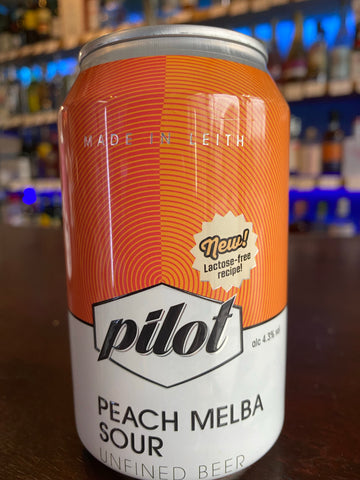 MADE IN LEITH
New!
Lactose-free
recipe!
pilot
alc 4.3% vol
PEACH MELBA
SOUR
UNFINED BEER